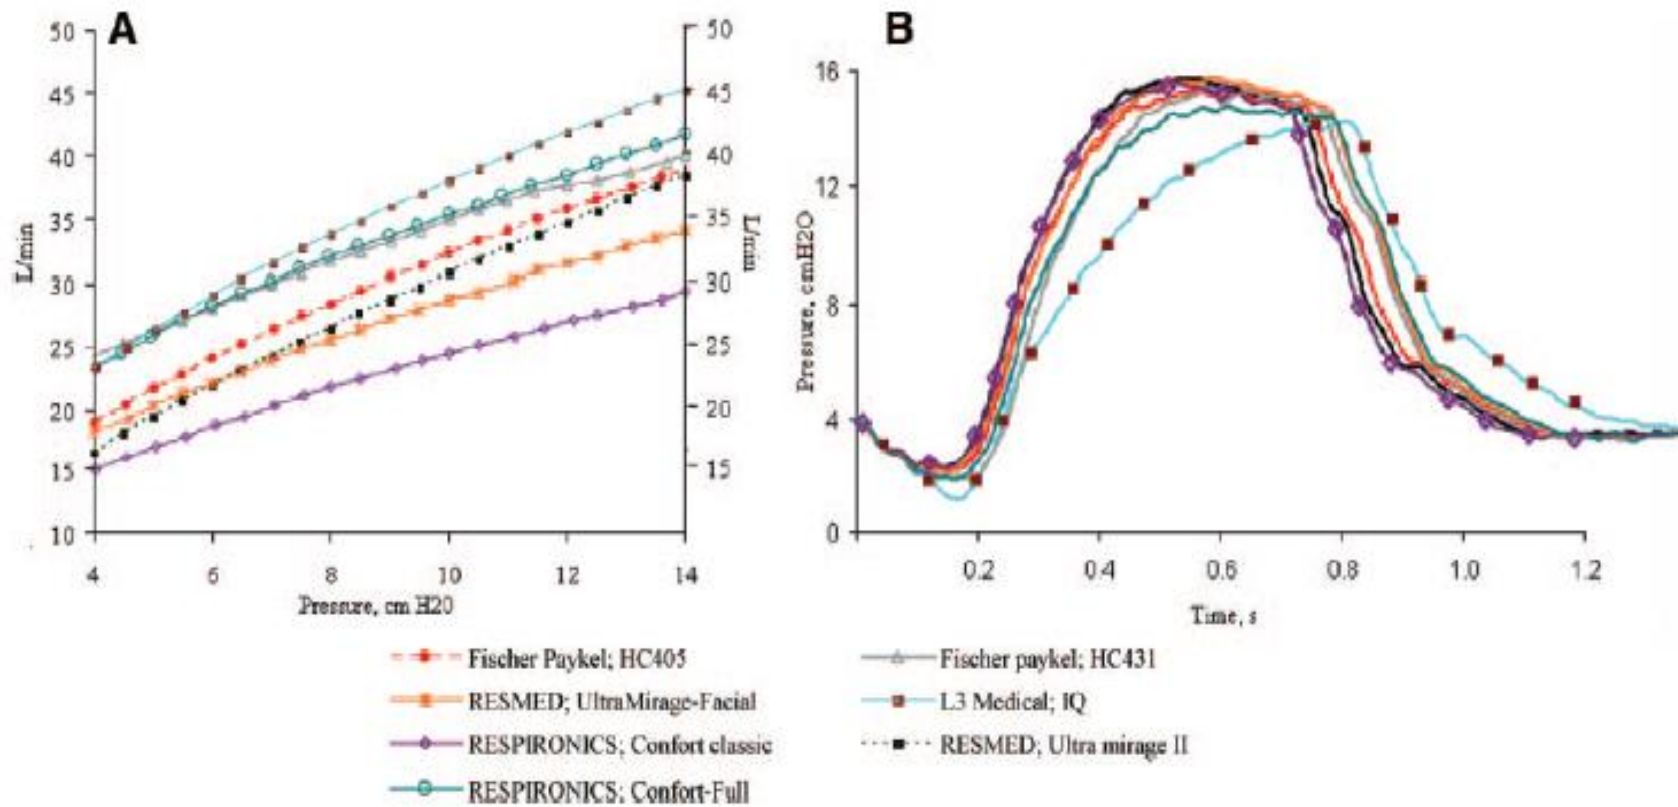 A
50
45
40
35
30
25
20
15
10
L/min
4 6 8 10 12 14
Pressure, cm H20
50
45
40
35
30
25
20
15
L/min
B
16
12
8
4
0
Pressure, cmH2O
0.2 0.4 0.6 0.8 1.0 1.2
Time, s
Fischer Paykel; HC405
Fischer paykel; HC431
RESMED; UltraMirage-Facial
L3 Medical; IQ
RESPIRONICS; Confort classic
RESMED; Ultra mirage II
RESPIRONICS; Confort-Full